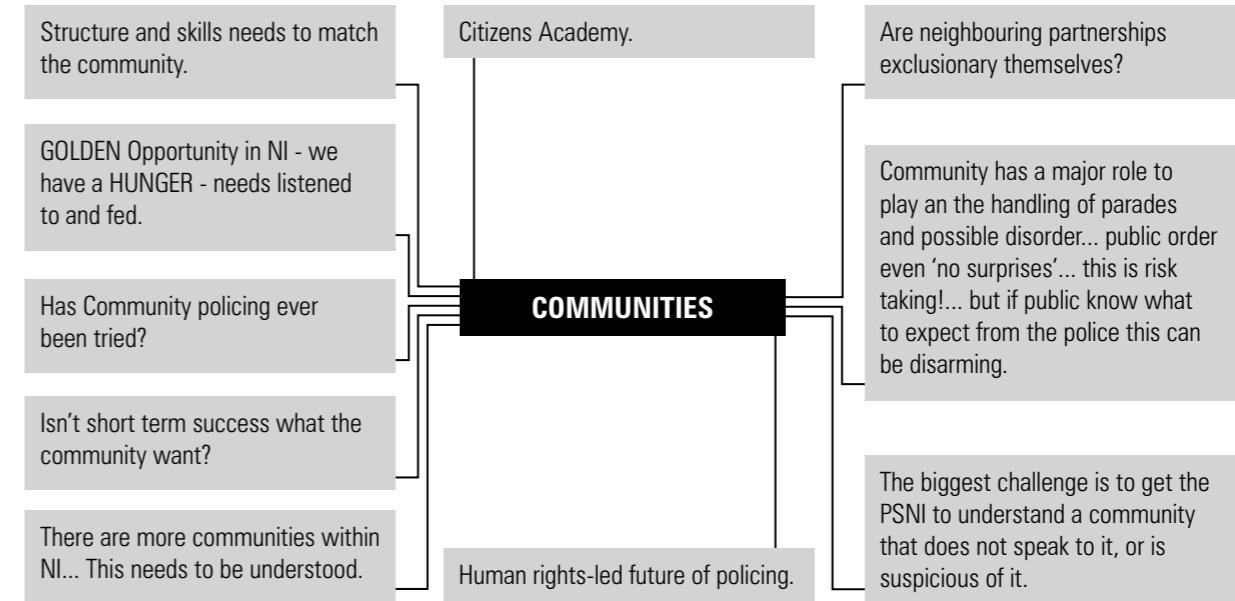 Structure and skills needs to match
the community.
GOLDEN Opportunity in NI - we
have a HUNGER - needs listened
to and fed.
Has Community policing ever
been tried?
Isn't short term success what the
community want?
There are more communities within
NI... This needs to be understood.
Citizens Academy.
COMMUNITIES
Human rights-led future of policing.
Are neighbouring partnerships
exclusionary themselves?
Community has a major role to
play an the handling of parades
and possible disorder... public order
even ‘no surprises’... this is risk
taking!... but if public know what
to expect from the police this can
be disarming.
The biggest challenge is to get the
PSNI to understand a community
that does not speak to it, or is
suspicious of it.